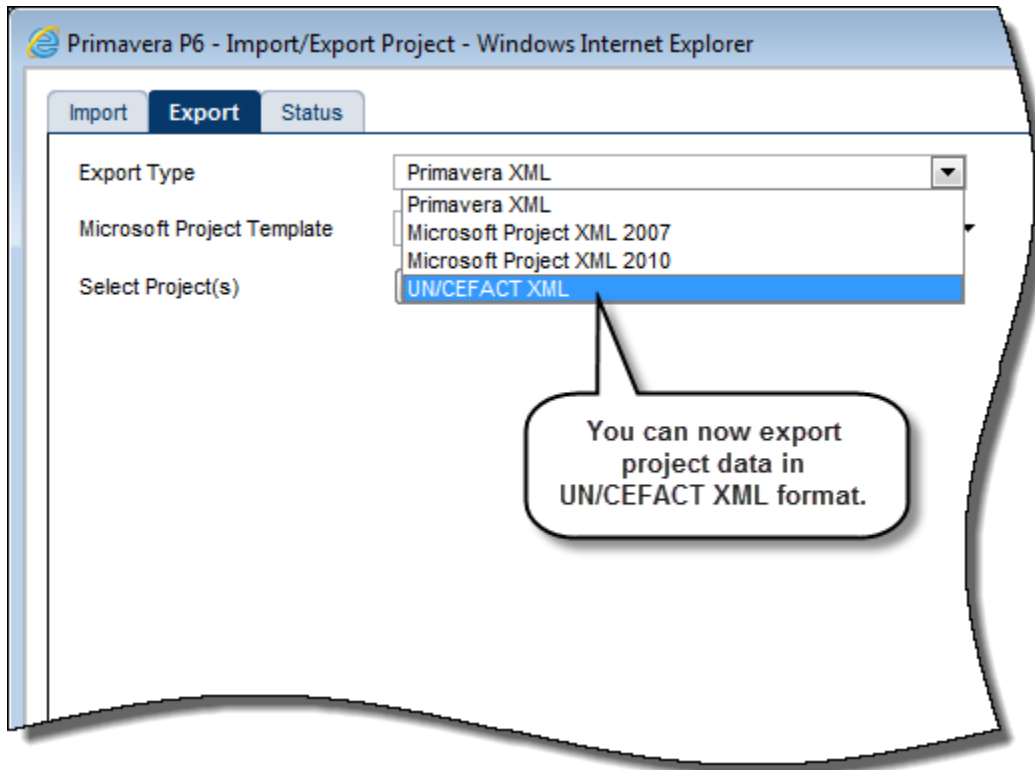 Primavera P6 - Import/Export Project - Windows Internet Explorer
Import Export Status
Export Type Primavera XML
Primavera XML
Microsoft Project Template Microsoft Project XML 2007
Microsoft Project XML 2010
Select Project(s) UN/CEFACT XML
You can now export
project data in
UN/CEFACT XML format.